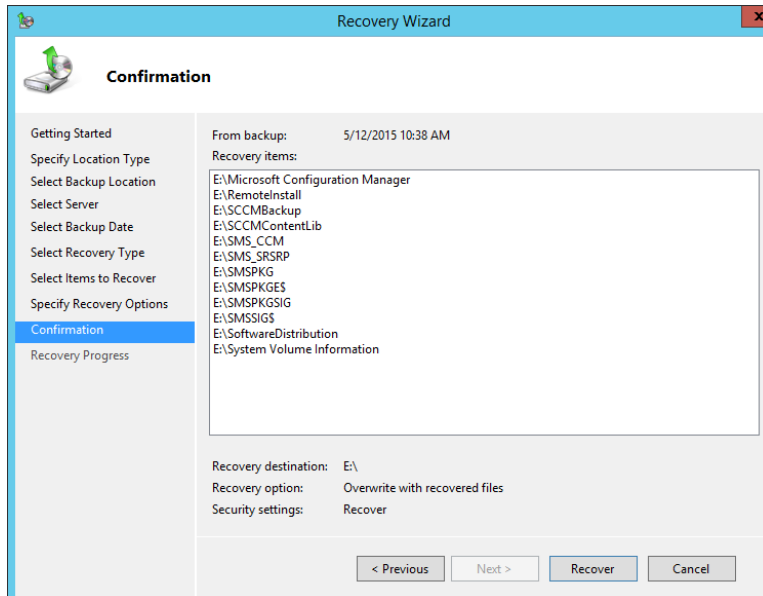 Recovery Wizard
x
Confirmation
Getting Started
Specify Location Type
Select Backup Location
Select Server
Select Backup Date
Select Recovery Type
Select Items to Recover
Specify Recovery Options
Confirmation
Recovery Progress
From backup: 5/12/2015 10:38 AM
Recovery items:
E:\Microsoft Configuration Manager
E:\RemoteInstall
E:\SCCMBackup
E:\SCCMContentLib
E:\SMS_CCM
E:\SMS_SRSRP
E:\SMSPKG
E:\SMSPKGE$
E:\SMSPKGSIG
E:\SMSSIG$
E:\SoftwareDistribution
E:\System Volume Information
Recovery destination: E:\
Recovery option: Overwrite with recovered files
Security settings: Recover
< Previous Next > Recover Cancel